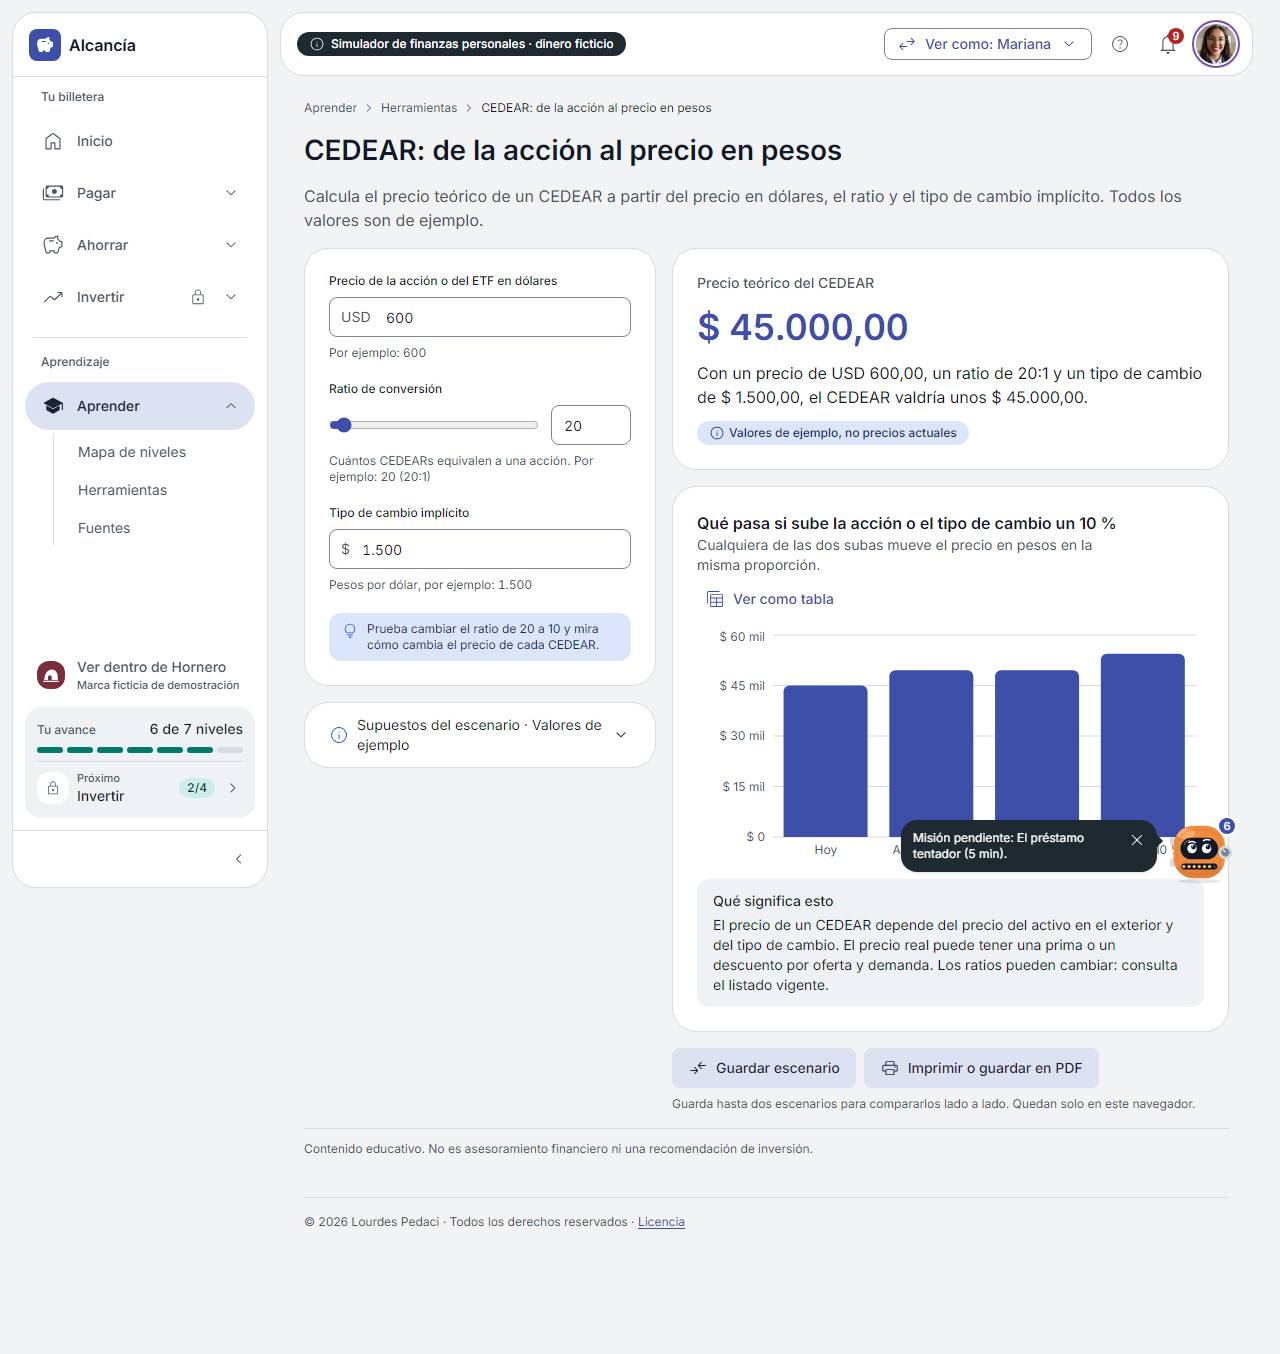 Alcancía
Simulador de finanzas personales · dinero ficticio
Ver como: Mariana
9
Tu billetera
Inicio
Pagar
Ahorrar
Invertir
Aprendizaje
Aprender
Mapa de niveles
Herramientas
Fuentes
Ver dentro de Hornero
Marca ficticia de demostración
Tu avance
6 de 7 niveles
Próximo
Invertir
2/4
Aprender
Herramientas
CEDEAR: de la acción al precio en pesos
CEDEAR: de la acción al precio en pesos
Calcula el precio teórico de un CEDEAR a partir del precio en dólares, el ratio y el tipo de cambio implícito. Todos los
valores son de ejemplo.
Precio de la acción o del ETF en dólares
USD 600
Por ejemplo: 600
Ratio de conversión
20
Cuántos CEDEARs equivalen a una acción. Por
ejemplo: 20 (20:1)
Tipo de cambio implícito
$ 1.500
Pesos por dólar, por ejemplo: 1.500
Prueba cambiar el ratio de 20 a 10 y mira
cómo cambia el precio de cada CEDEAR.
Supuestos del escenario · Valores de
ejemplo
Precio teórico del CEDEAR
$ 45.000,00
Con un precio de USD 600,00, un ratio de 20:1 y un tipo de cambio
de $ 1.500,00, el CEDEAR valdría unos $ 45.000,00.
Valores de ejemplo, no precios actuales
Qué pasa si sube la acción o el tipo de cambio un 10 %
Cualquiera de las dos subas mueve el precio en pesos en la
misma proporción.
Ver como tabla
$ 60 mil
$ 45 mil
$ 30 mil
$ 15 mil
$ 0
Hoy
Misión pendiente: El préstamo
tentador (5 min).
6
Qué significa esto
El precio de un CEDEAR depende del precio del activo en el exterior y
del tipo de cambio. El precio real puede tener una prima o un
descuento por oferta y demanda. Los ratios pueden cambiar: consulta
el listado vigente.
Guardar escenario
Imprimir o guardar en PDF
Guarda hasta dos escenarios para compararlos lado a lado. Quedan solo en este navegador.
Contenido educativo. No es asesoramiento financiero ni una recomendación de inversión.
© 2026 Lourdes Pedaci · Todos los derechos reservados · Licencia